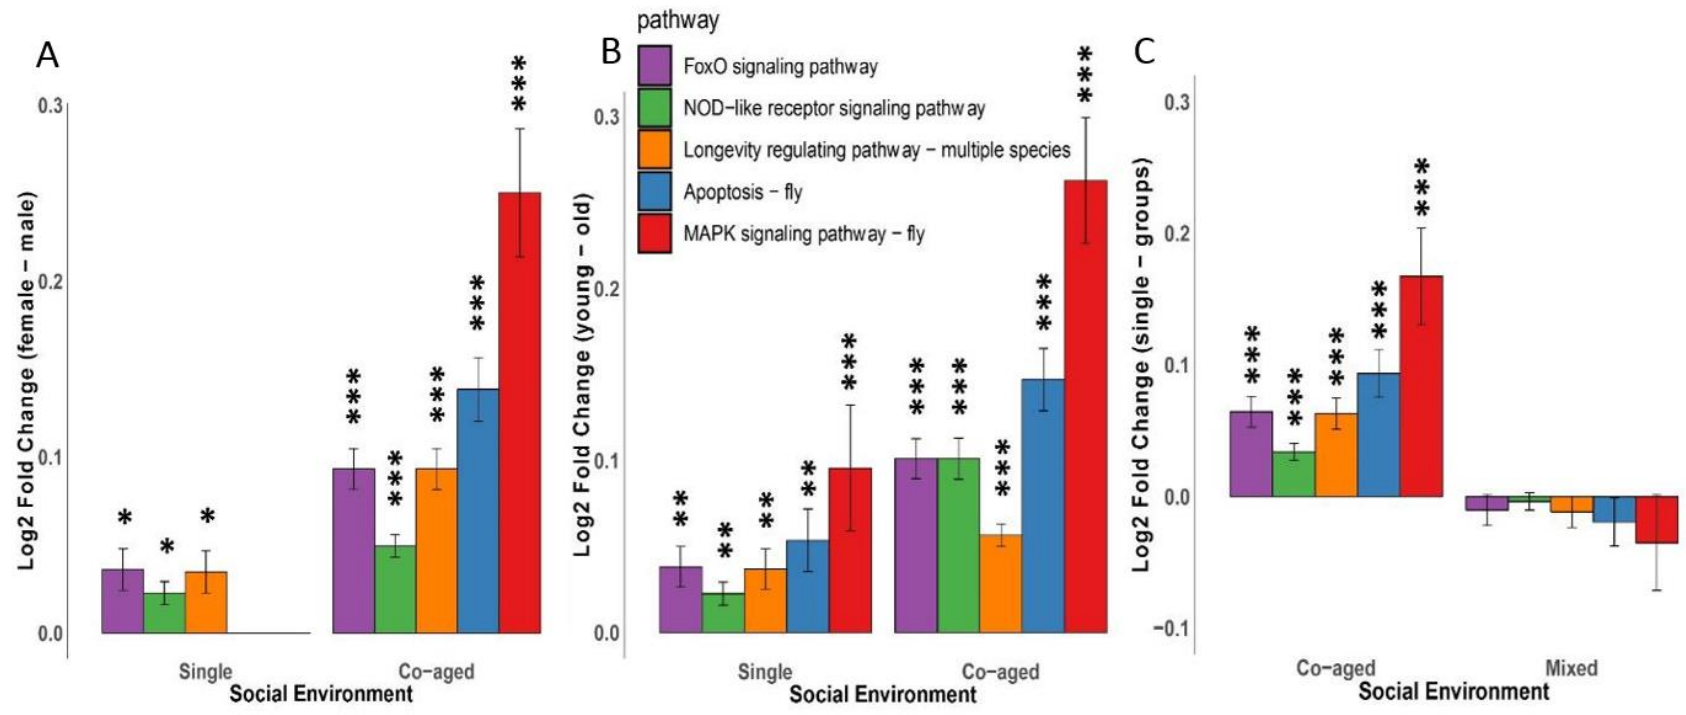 pathway
A
B
C
FoxO signaling pathway
NOD-like receptor signaling pathway
Longevity regulating pathway - multiple species
Apoptosis - fly
MAPK signaling pathway - fly
Log2 Fold Change (female - male)
0.3
0.2
0.1
0.0
*
*
*
***
***
***
***
***
Single
Co-aged
Social Environment
Log2 Fold Change (young - old)
0.3
0.2
0.1
0.0
**
**
**
**
***
***
***
***
***
***
Single
Co-aged
Social Environment
Log2 Fold Change (single - groups)
0.3
0.2
0.1
0.0
-0.1
***
***
***
***
***
Co-aged
Mixed
Social Environment